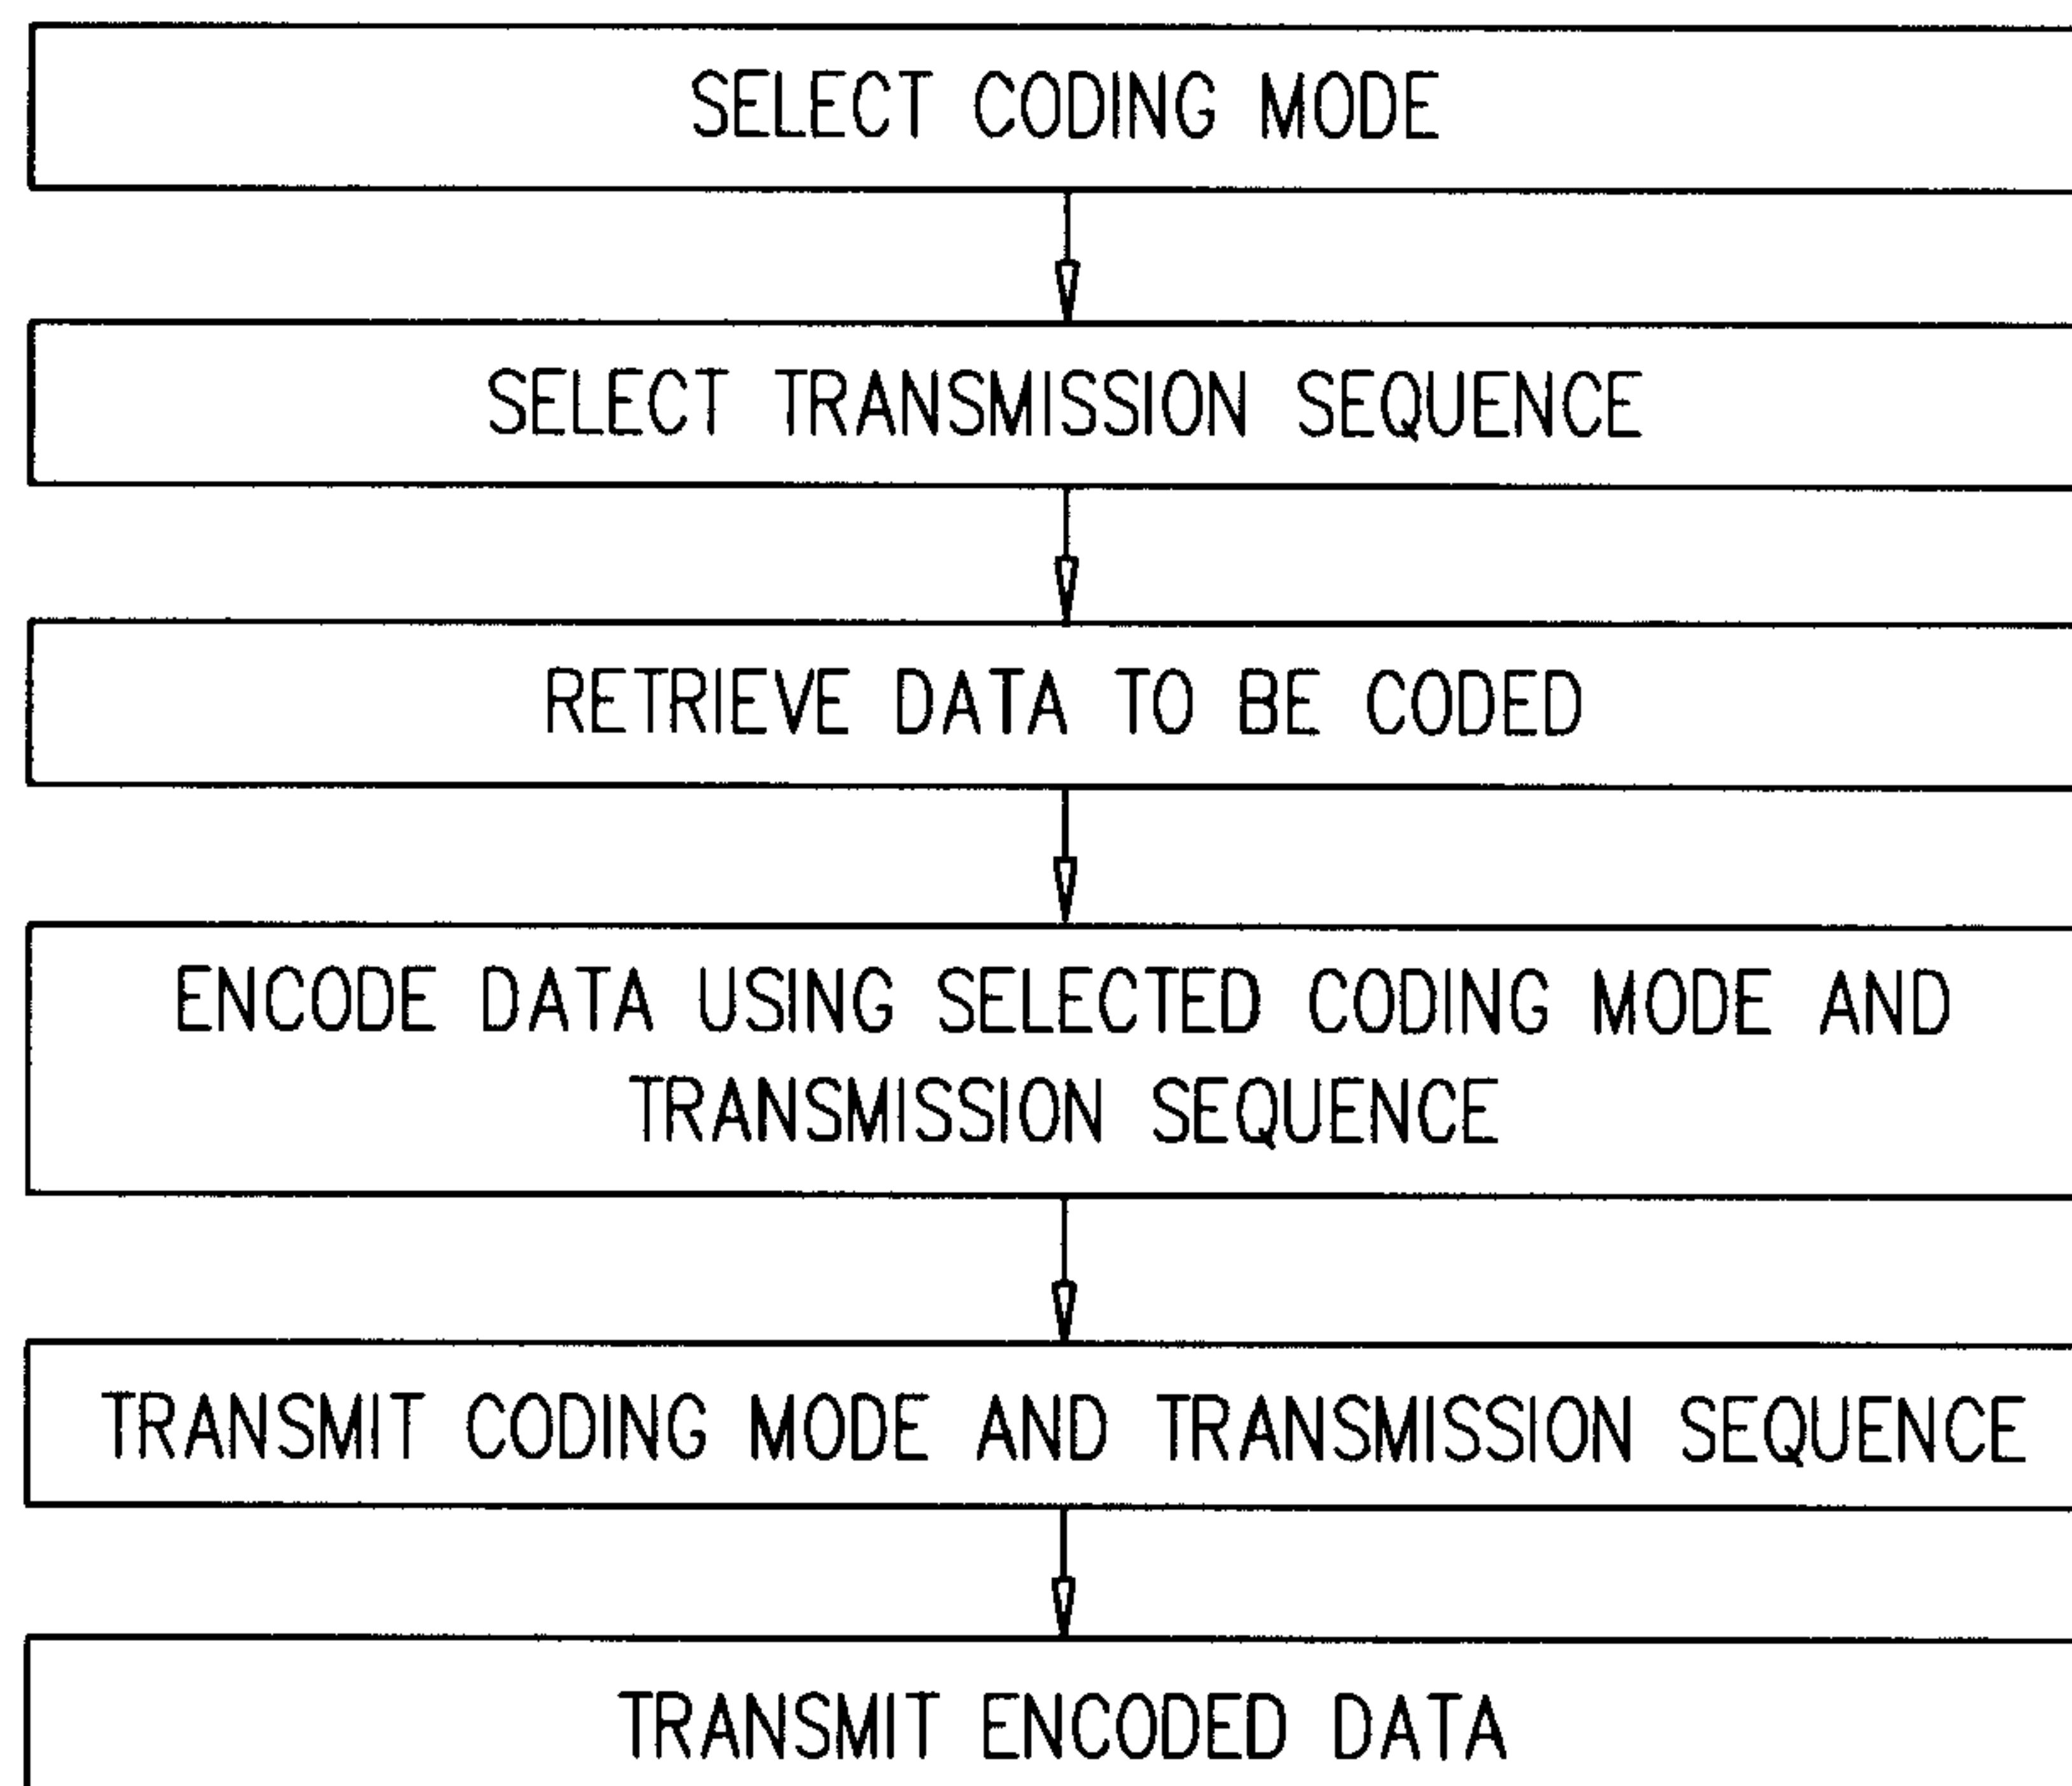 SELECT CODING MODE
SELECT TRANSMISSION SEQUENCE
RETRIEVE DATA TO BE CODED
ENCODE DATA USING SELECTED CODING MODE AND
TRANSMISSION SEQUENCE
TRANSMIT CODING MODE AND TRANSMISSION SEQUENCE
TRANSMIT ENCODED DATA